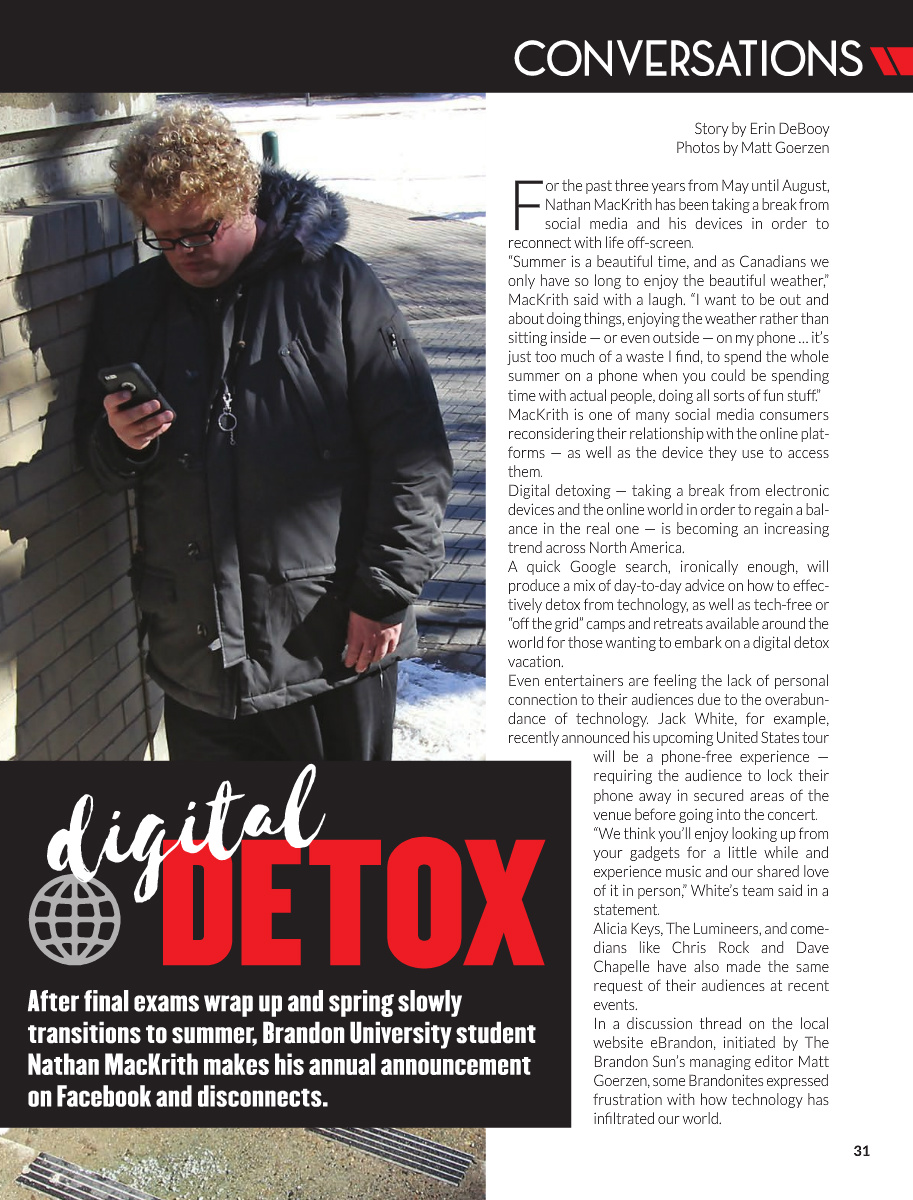 CONVERSATIONS
Story by Erin DeBooy
Photos by Matt Goerzen
For the past three years from May until August,
Nathan MacKrith has been taking a break from
social media and his devices in order to
reconnect with life off-screen.
“Summer is a beautiful time, and as Canadians we
only have so long to enjoy the beautiful weather,”
MacKrith said with a laugh. “I want to be out and
about doing things, enjoying the weather rather than
sitting inside — or even outside — on my phone ... it’s
just too much of a waste I find, to spend the whole
summer on a phone when you could be spending
time with actual people, doing all sorts of fun stuff.”
MacKrith is one of many social media consumers
reconsidering their relationship with the online plat-
forms — as well as the device they use to access
them.
Digital detoxing — taking a break from electronic
devices and the online world in order to regain a bal-
ance in the real one — is becoming an increasing
trend across North America.
A quick Google search, ironically enough, will
produce a mix of day-to-day advice on how to effec-
tively detox from technology, as well as tech-free or
“off the grid” camps and retreats available around the
world for those wanting to embark on a digital detox
vacation.
Even entertainers are feeling the lack of personal
connection to their audiences due to the overabun-
dance of technology. Jack White, for example,
recently announced his upcoming United States tour
will be a phone-free experience —
requiring the audience to lock their
phone away in secured areas of the
venue before going into the concert.
“We think you’ll enjoy looking up from
your gadgets for a little while and
experience music and our shared love
of it in person,” White’s team said in a
statement.
Alicia Keys, The Lumineers, and come-
dians like Chris Rock and Dave
Chapelle have also made the same
request of their audiences at recent
events.
In a discussion thread on the local
website eBrandon, initiated by The
Brandon Sun’s managing editor Matt
Goerzen, some Brandonites expressed
frustration with how technology has
infiltrated our world.
digital
DETOX
After final exams wrap up and spring slowly
transitions to summer, Brandon University student
Nathan MacKrith makes his annual announcement
on Facebook and disconnects.
31